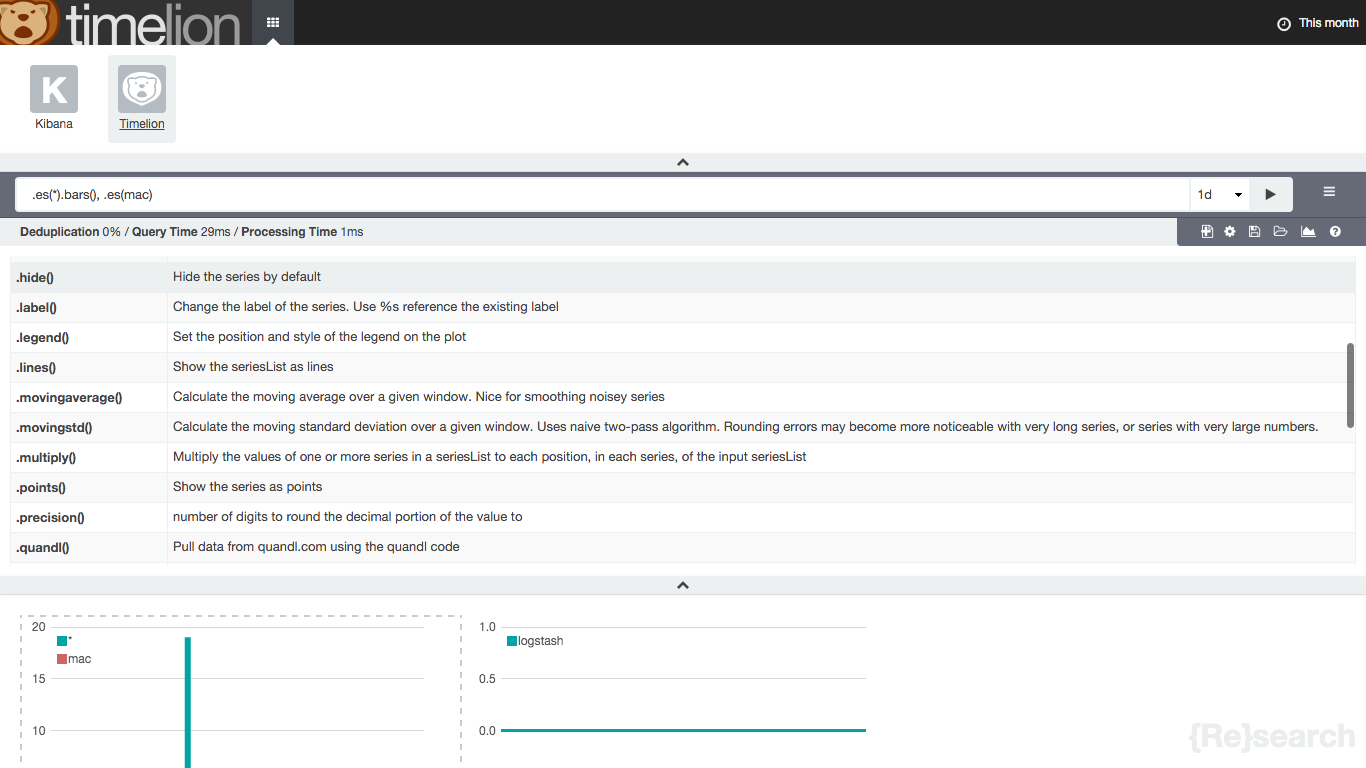 timelion
This month
K
Kibana
Timelion
.es(*).bars(), .es(mac)
1d
Deduplication 0% / Query Time 29ms / Processing Time 1ms
.hide() Hide the series by default
.label() Change the label of the series. Use %s reference the existing label
.legend() Set the position and style of the legend on the plot
.lines() Show the seriesList as lines
.movingaverage() Calculate the moving average over a given window. Nice for smoothing noisey series
.movingstd() Calculate the moving standard deviation over a given window. Uses naive two-pass algorithm. Rounding errors may become more noticeable with very long series, or series with very large numbers.
.multiply() Multiply the values of one or more series in a seriesList to each position, in each series, of the input seriesList
.points() Show the series as points
.precision() number of digits to round the decimal portion of the value to
.quandl() Pull data from quandl.com using the quandl code
20
*
mac
15
10
1.0
logstash
0.5
0.0
{Re}search